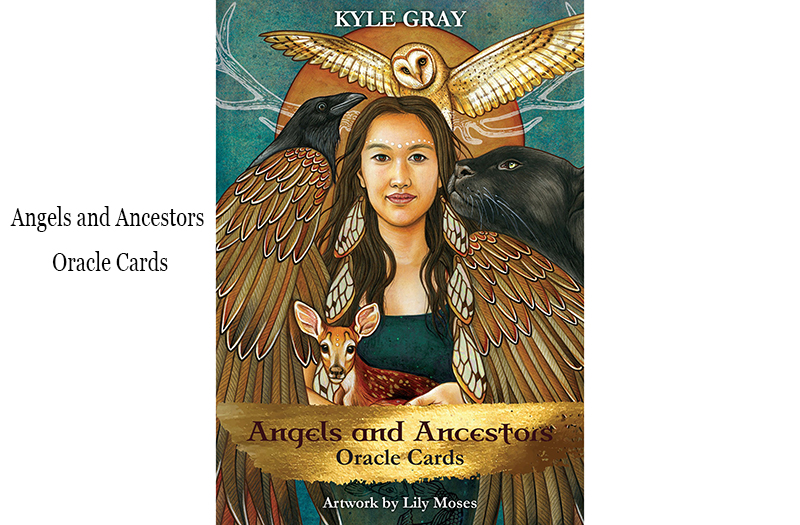 Angels and Ancestors
Oracle Cards
KYLE GRAY
Angels and Ancestors
Oracle Cards
Artwork by Lily Moses